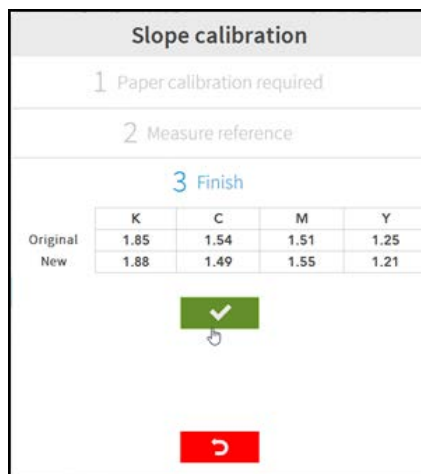 Slope calibration
1 Paper calibration required
2 Measure reference
3 Finish
K C M Y
Original 1.85 1.54 1.51 1.25
New 1.88 1.49 1.55 1.21